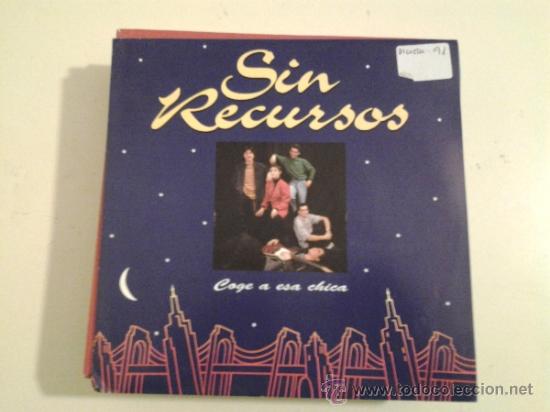 Sin
Recursos
Coge a esa chica
www.todocoleccion.net